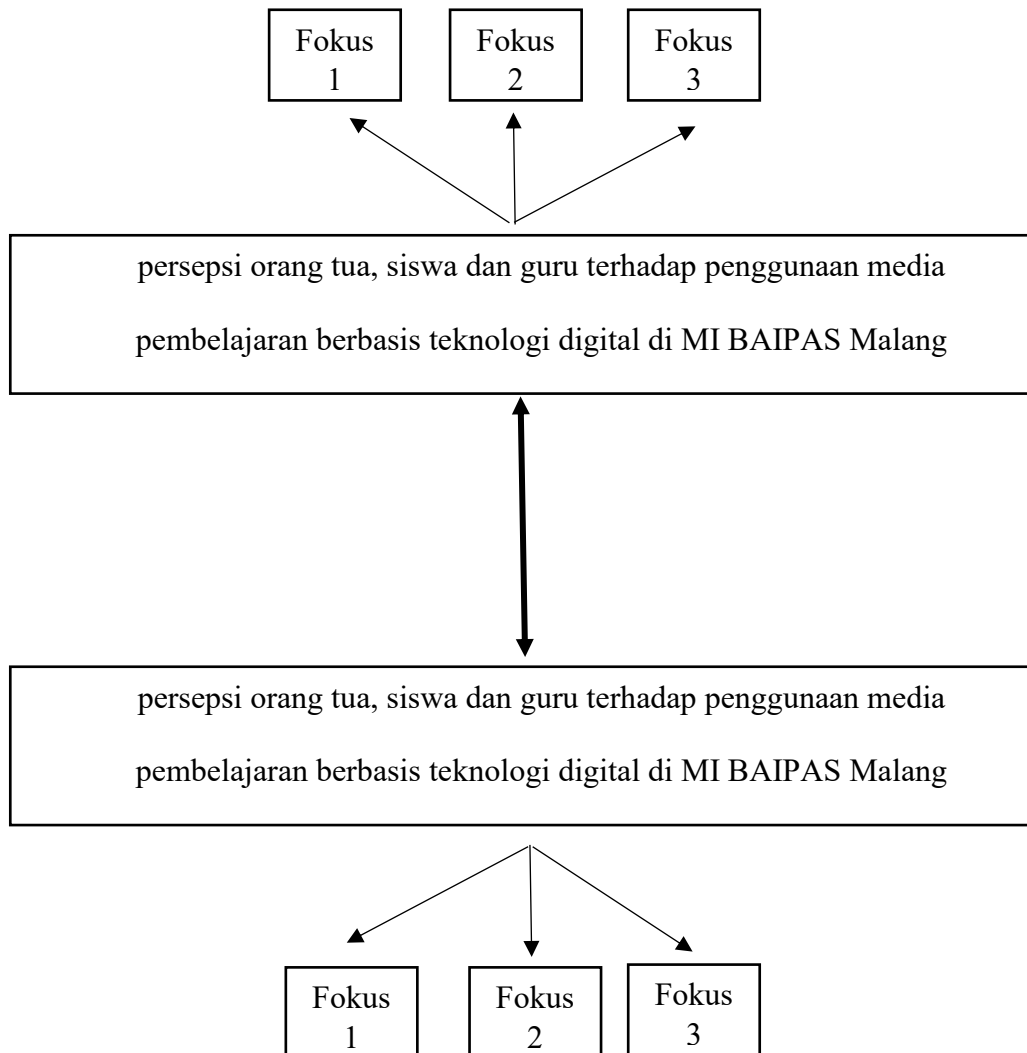 Fokus
1
Fokus
2
Fokus
3
persepsi orang tua, siswa dan guru terhadap penggunaan media
pembelajaran berbasis teknologi digital di MI BAIPAS Malang
persepsi orang tua, siswa dan guru terhadap penggunaan media
pembelajaran berbasis teknologi digital di MI BAIPAS Malang
Fokus
1
Fokus
2
Fokus
3